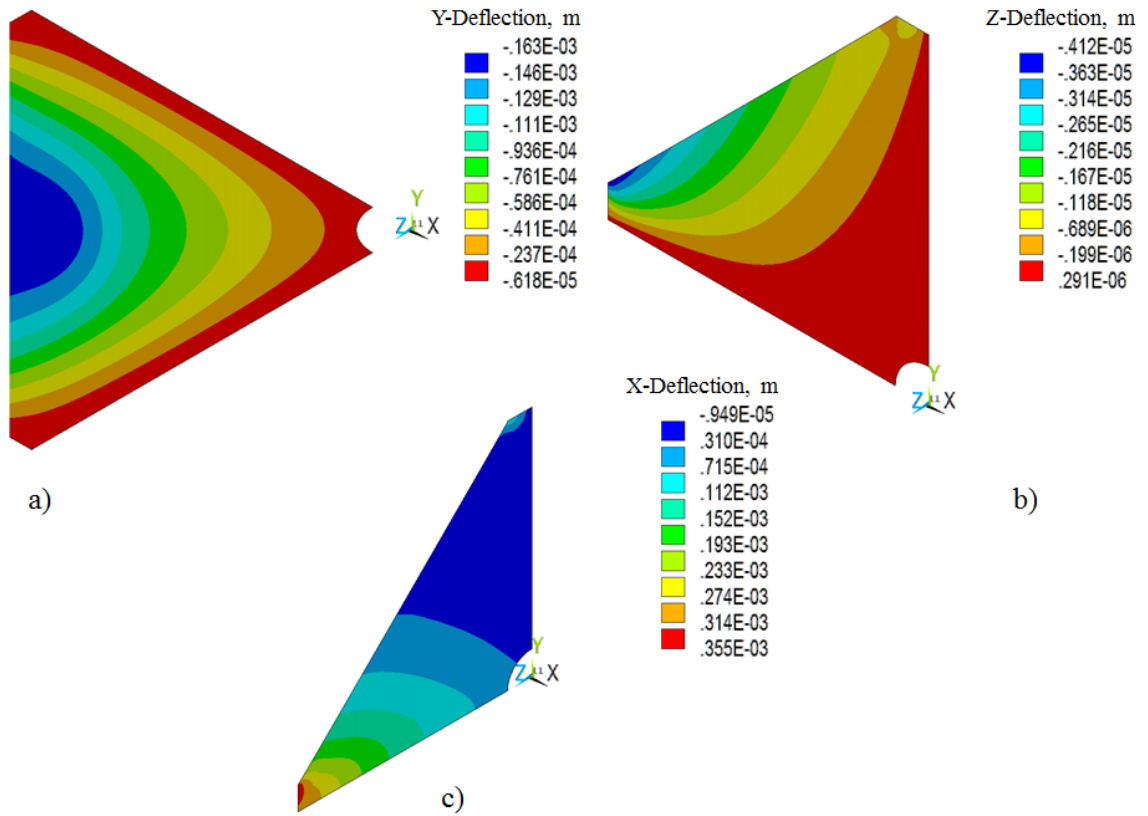 Y-Deflection, m
-.163E-03
-.146E-03
-.129E-03
-.111E-03
-.936E-04
-.761E-04
-.586E-04
-.411E-04
-.237E-04
-.618E-05
Y
Z 11 X
a)
Z-Deflection, m
-.412E-05
-.363E-05
-.314E-05
-.265E-05
-.216E-05
-.167E-05
-.118E-05
-.689E-06
-.199E-06
.291E-06
Y
Z 11 X
b)
X-Deflection, m
-.949E-05
.310E-04
.715E-04
.112E-03
.152E-03
.193E-03
.233E-03
.274E-03
.314E-03
.355E-03
Y
Z 11 X
c)